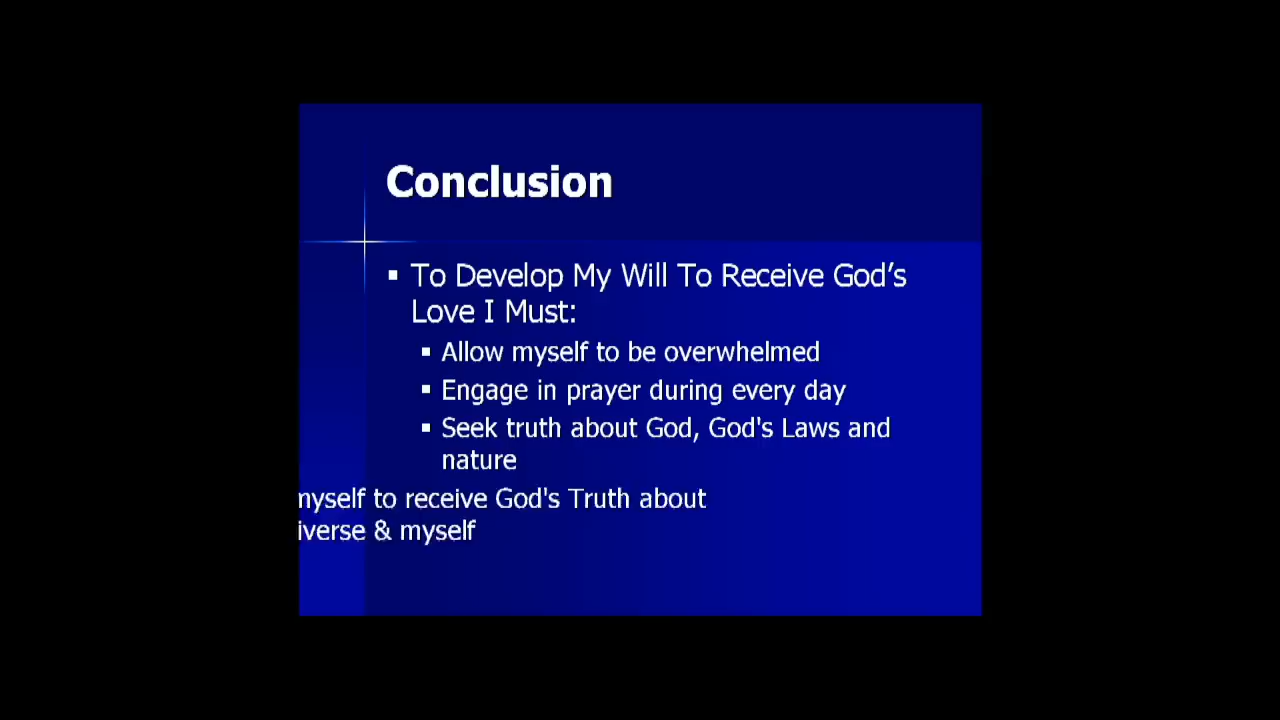 Conclusion
▪ To Develop My Will To Receive God’s
Love I Must:
▪ Allow myself to be overwhelmed
▪ Engage in prayer during every day
▪ Seek truth about God, God's Laws and
nature
myself to receive God's Truth about
iverse & myself